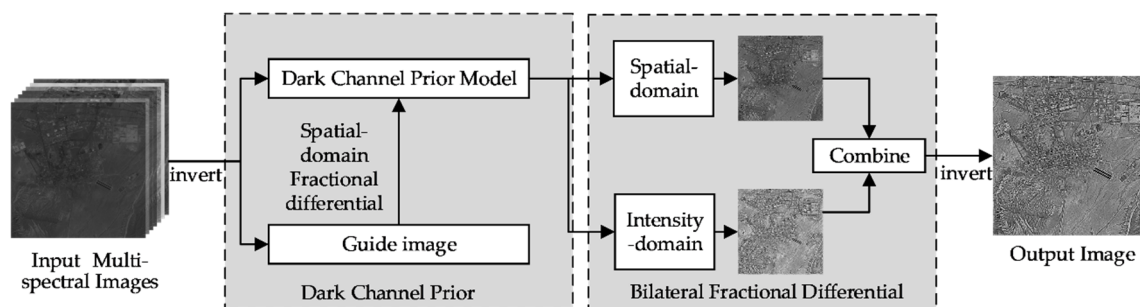 Input Multi-
spectral Images
invert
Dark Channel Prior Model
Spatial-
domain
Fractional
differential
Guide image
Dark Channel Prior
Spatial-
domain
Intensity
-domain
Combine
Bilateral Fractional Differential
invert
Output Image